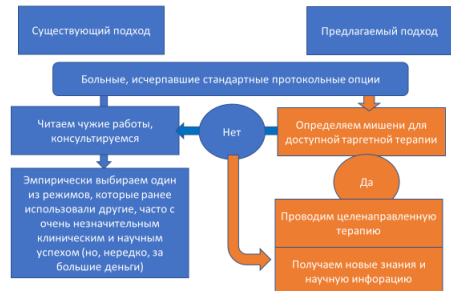 Существующий подход
Предлагаемый подход
Больные, исчерпавшие стандартные протокольные опции
Читаем чужие работы,
консультируемся
Нет
Определяем мишени для
доступной таргетной терапии
Да
Эмпирически выбираем один
из режимов, которые ранее
использовали другие, часто с
очень незначительным
клиническим и научным
успехом (но, нередко, за
большие деньги)
Проводим целенаправленную
терапию
Получаем новые знания и
научную инфорацию